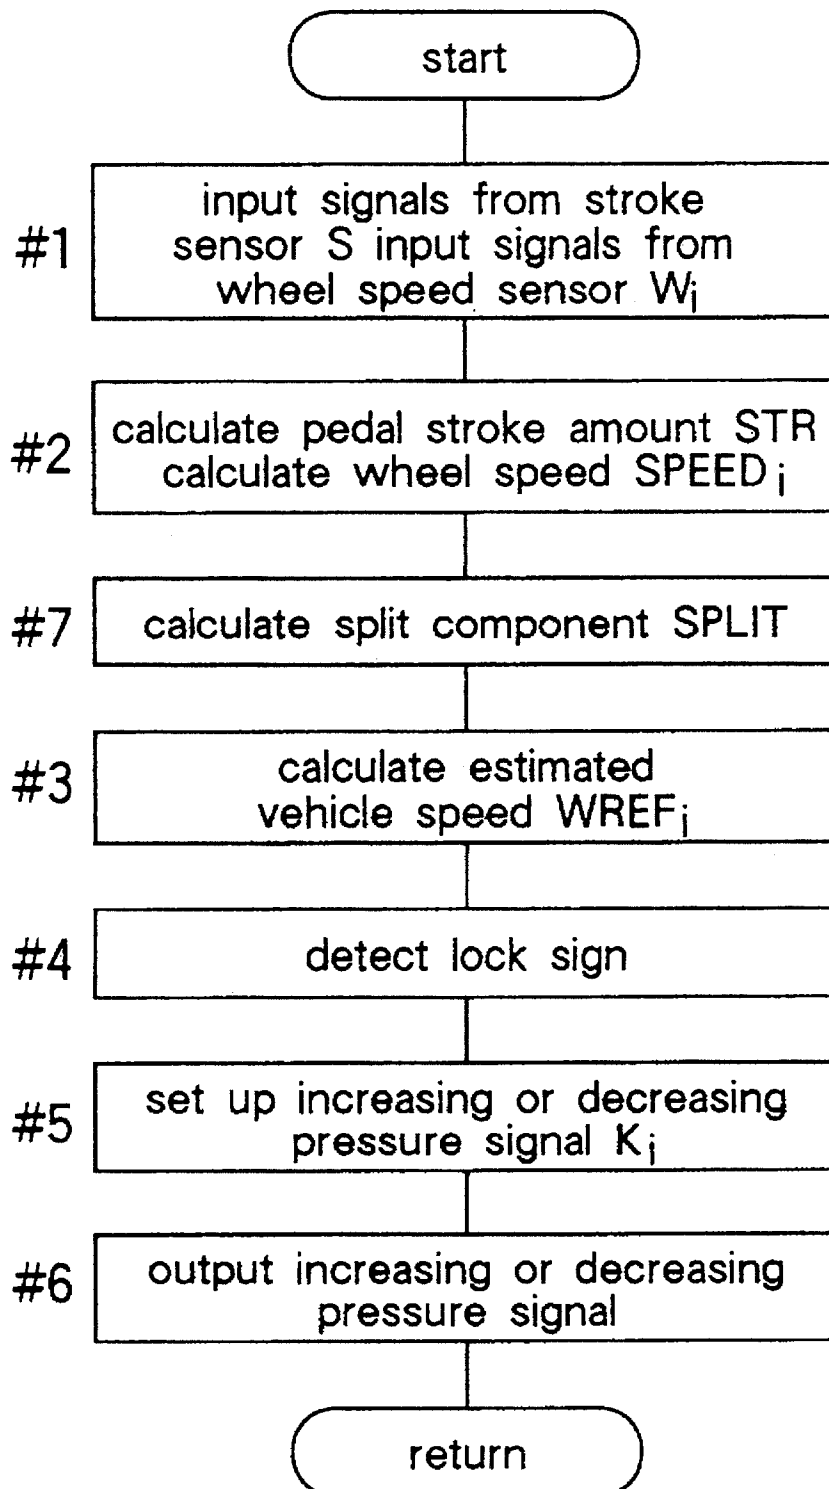 start
#1
input signals from stroke
sensor S input signals from
wheel speed sensor Wi
#2
calculate pedal stroke amount STR
calculate wheel speed SPEEDi
#7
calculate split component SPLIT
#3
calculate estimated
vehicle speed WREFi
#4
detect lock sign
#5
set up increasing or decreasing
pressure signal Ki
#6
output increasing or decreasing
pressure signal
return